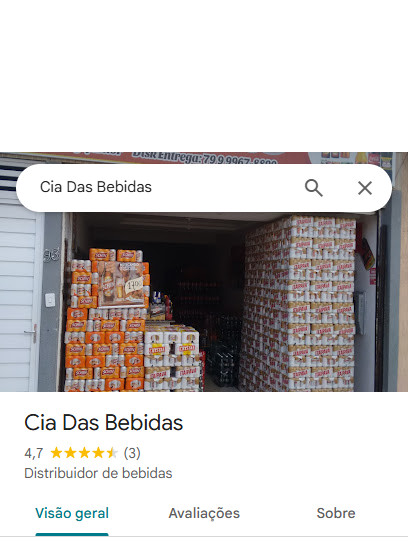 Disk Entrega: 79.9.9967-8800
Cia Das Bebidas
96
Cia Das Bebidas
4,7 (3)
Distribuidor de bebidas
Visão geral
Avaliações
Sobre